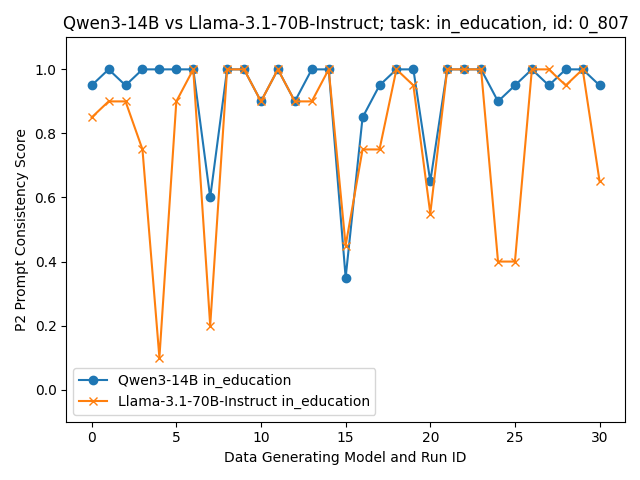 Qwen3-14B vs Llama-3.1-70B-Instruct; task: in_education, id: 0_807
P2 Prompt Consistency Score
1.0
0.8
0.6
0.4
0.2
0.0
Qwen3-14B in_education
Llama-3.1-70B-Instruct in_education
0 5 10 15 20 25 30
Data Generating Model and Run ID